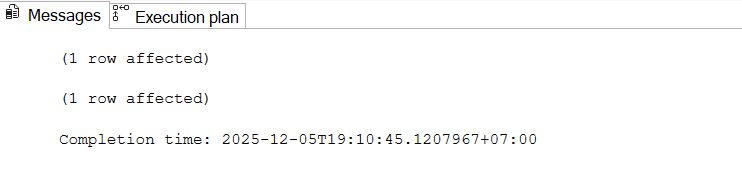 Messages Execution plan
(1 row affected)
(1 row affected)
Completion time: 2025-12-05T19:10:45.1207967+07:00